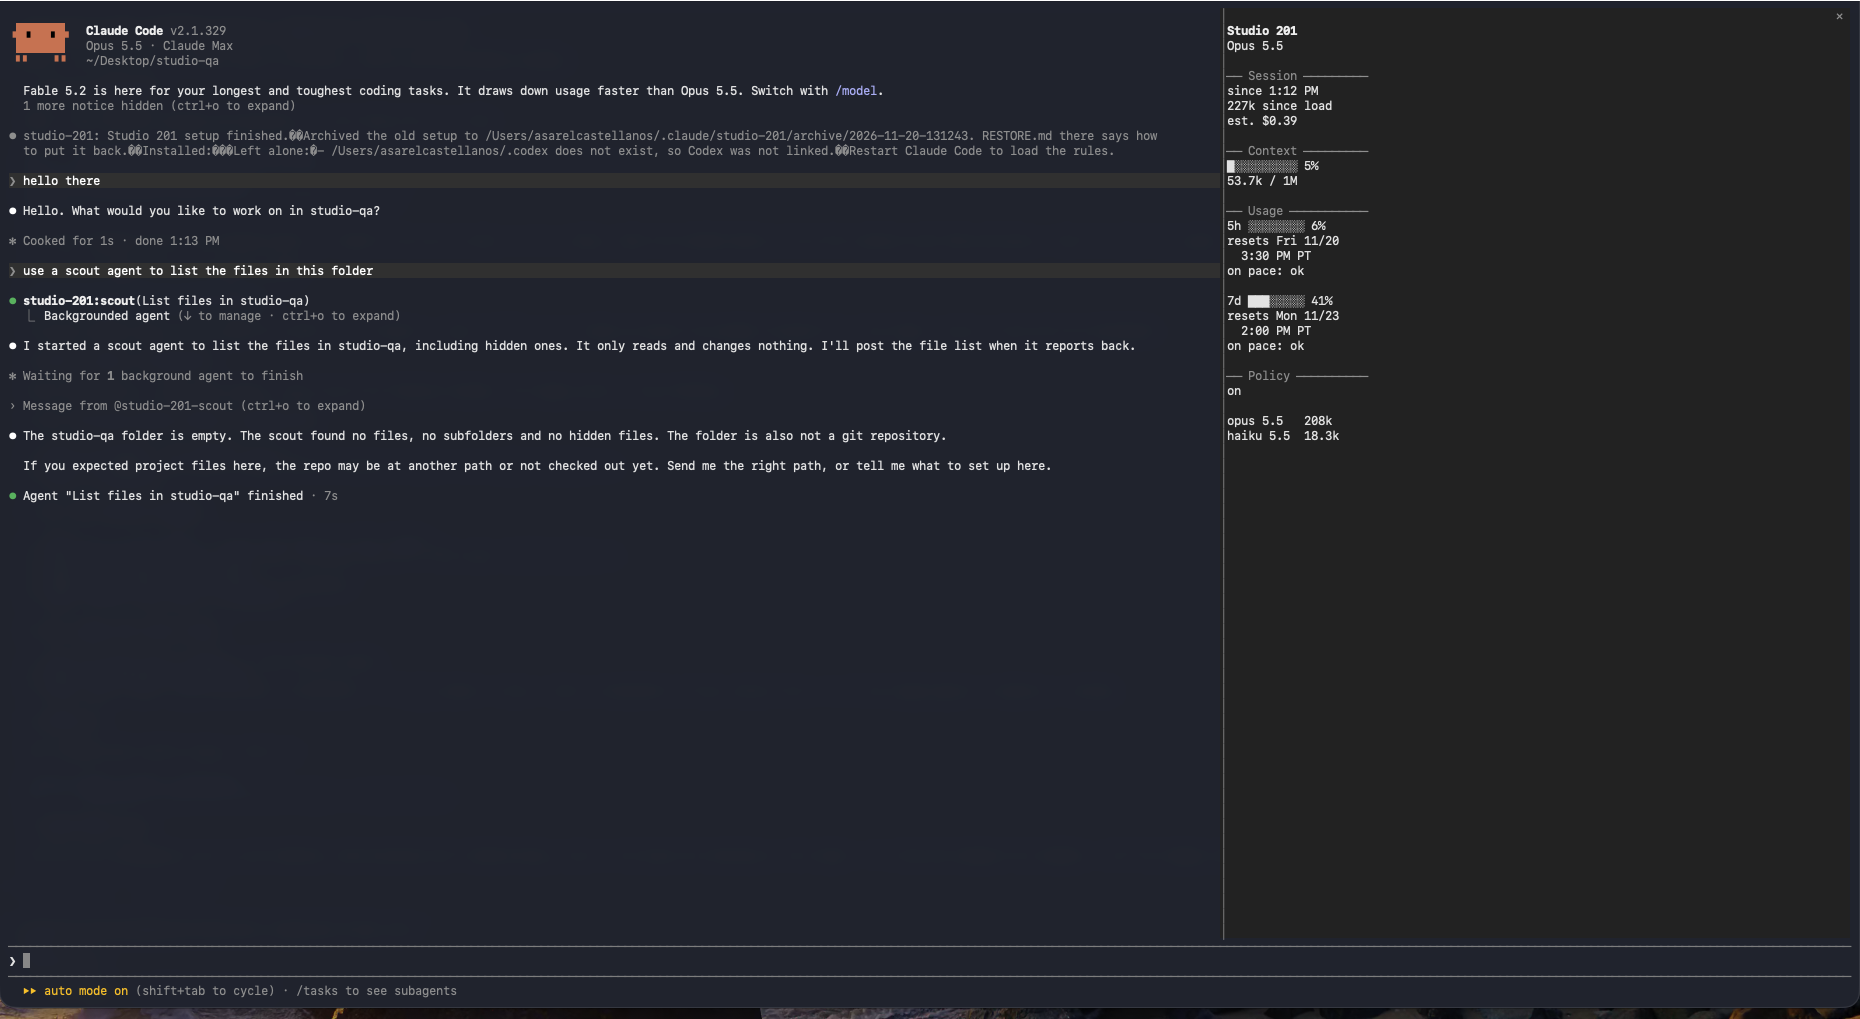 Claude Code v2.1.329
Opus 5.5 · Claude Max
~/Desktop/studio-qa
Fable 5.2 is here for your longest and toughest coding tasks. It draws down usage faster than Opus 5.5. Switch with /model.
1 more notice hidden (ctrl+o to expand)
● studio-201: Studio 201 setup finished.��Archived the old setup to /Users/asarelcastellanos/.claude/studio-201/archive/2026-11-20-131243. RESTORE.md there says how
to put it back.��Installed:���Left alone:�— /Users/asarelcastellanos/.codex does not exist, so Codex was not linked.��Restart Claude Code to load the rules.
❯ hello there
● Hello. What would you like to work on in studio-qa?
✻ Cooked for 1s · done 1:13 PM
❯ use a scout agent to list the files in this folder
● studio-201:scout(List files in studio-qa)
⎿ Backgrounded agent (↓ to manage · ctrl+o to expand)
● I started a scout agent to list the files in studio-qa, including hidden ones. It only reads and changes nothing. I'll post the file list when it reports back.
✻ Waiting for 1 background agent to finish
› Message from @studio-201-scout (ctrl+o to expand)
● The studio-qa folder is empty. The scout found no files, no subfolders and no hidden files. The folder is also not a git repository.
If you expected project files here, the repo may be at another path or not checked out yet. Send me the right path, or tell me what to set up here.
● Agent "List files in studio-qa" finished · 7s
×
Studio 201
Opus 5.5
Session
since 1:12 PM
227k since load
est. $0.39
Context
5%
53.7k / 1M
Usage
5h 6%
resets Fri 11/20
3:30 PM PT
on pace: ok
7d 41%
resets Mon 11/23
2:00 PM PT
on pace: ok
Policy
on
opus 5.5 208k
haiku 5.5 18.3k
❯
⏵⏵ auto mode on (shift+tab to cycle) · /tasks to see subagents